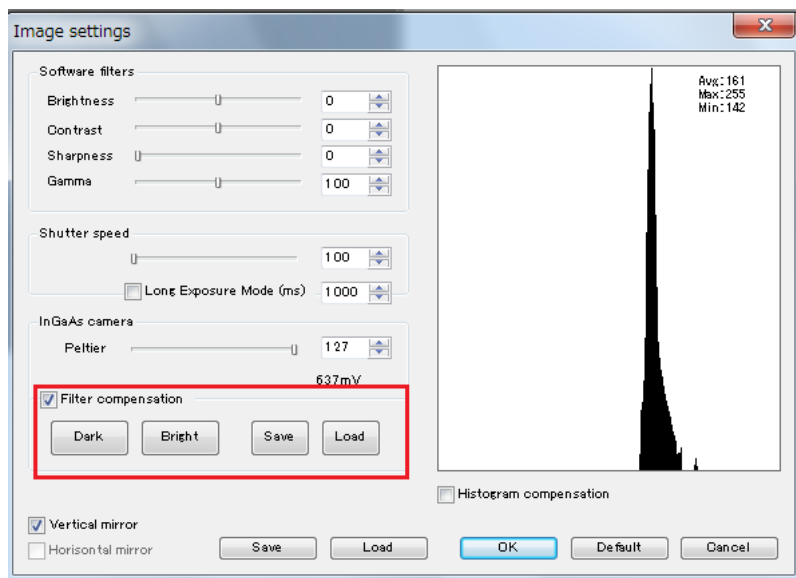 Image settings
Software filters
Brightness 0
Contrast 0
Sharpness 0
Gamma 100
Shutter speed
100
Long Exposure Mode (ms) 1000
InGaAs camera
Peltier 127
637mV
Filter compensation
Dark Bright Save Load
Avg:161
Max:255
Min:142
Histogram compensation
Vertical mirror
Horisontal mirror
Save Load OK Default Cancel